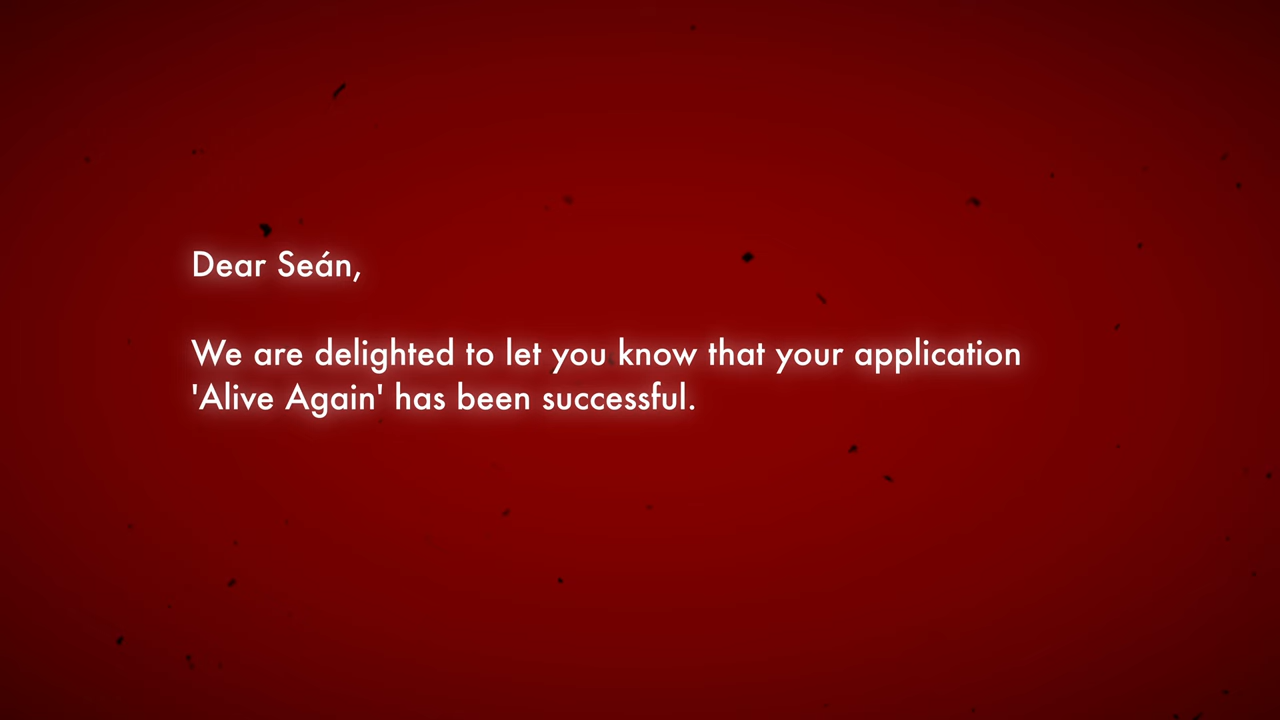 Dear Seán,
We are delighted to let you know that your application
'Alive Again' has been successful.